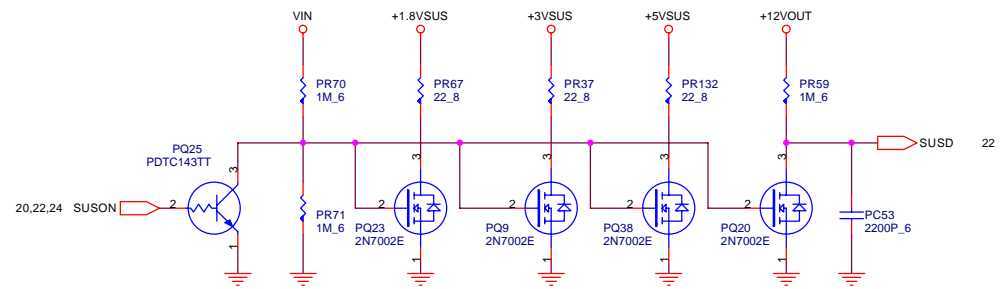 VIN
+1.8VSUS
+3VSUS
+5VSUS
+12VOUT
PR70
1M_6
PR67
22_8
PR37
22_8
PR132
22_8
PR59
1M_6
PQ25
PDTC143TT
3
2
1
20,22,24 SUSON
PR71
1M_6
3
2
1
PQ23
2N7002E
3
2
1
PQ9
2N7002E
3
2
1
PQ38
2N7002E
3
2
1
PQ20
2N7002E
SUSD 22
PC53
2200P_6